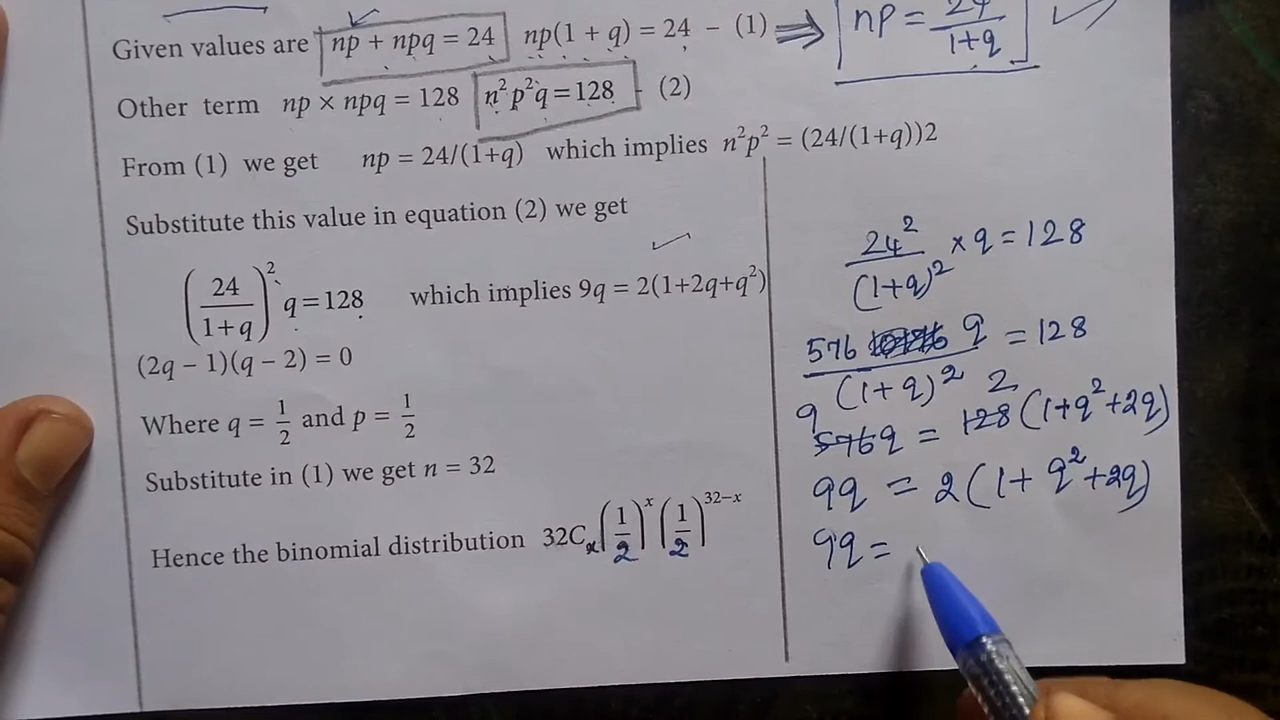 Given values are np + npq = 24 np(1 + q) = 24 – (1) ⟹ np = 24/1+q
Other term np × npq = 128 n²p²q=128 – (2)
From (1) we get np = 24/(1+q) which implies n²p² = (24/(1+q))2
Substitute this value in equation (2) we get
(24/1+q)² q=128 which implies 9q = 2(1+2q+q²)
(2q – 1)(q – 2) = 0
Where q = 1/2 and p = 1/2
Substitute in (1) we get n = 32
Hence the binomial distribution 32Cx (1/2)^x (1/2)^32–x
24²/(1+q)² × q = 128
576 q/(1+q)² = 128
9 2
576q = 128(1+q²+2q)
9q = 2(1+q²+2q)
9q =